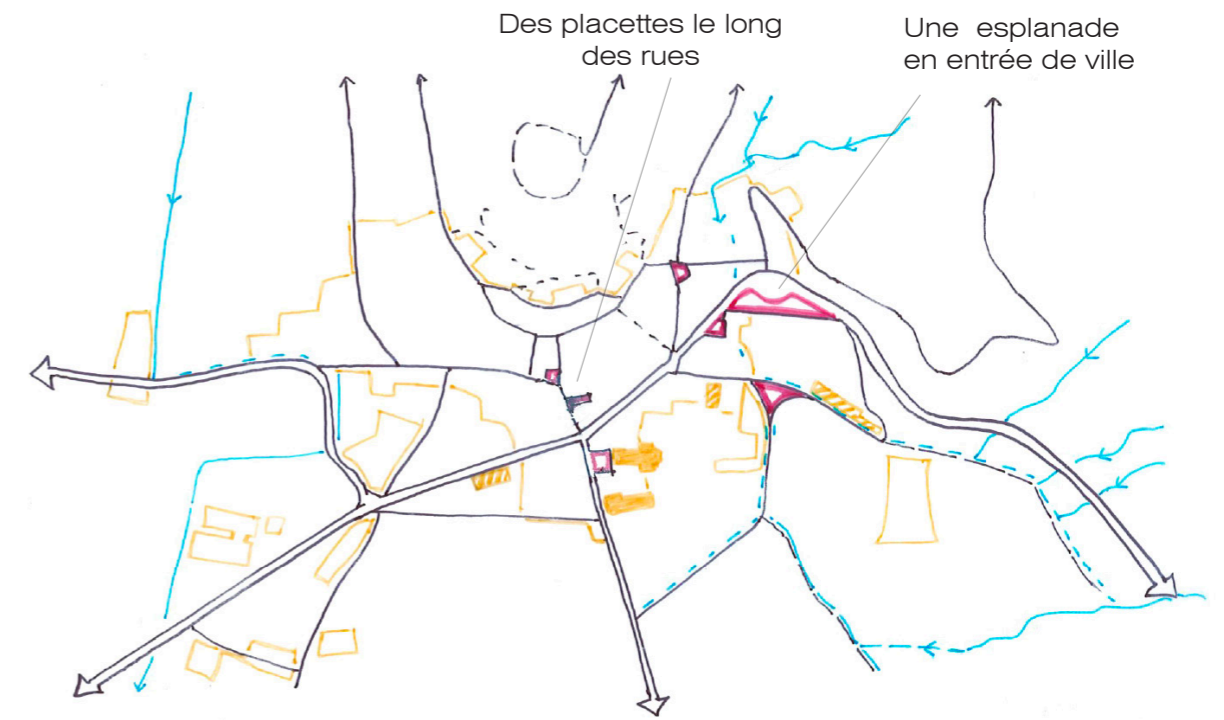 Des placettes le long
des rues
Une esplanade
en entrée de ville